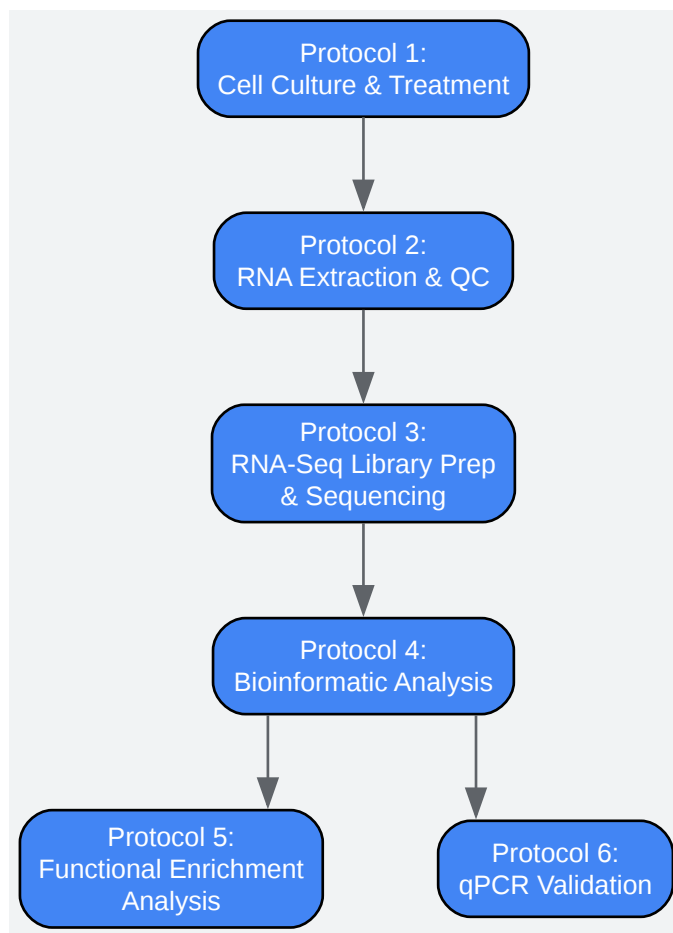 Protocol 1:
Cell Culture & Treatment
Protocol 2:
RNA Extraction & QC
Protocol 3:
RNA-Seq Library Prep
& Sequencing
Protocol 4:
Bioinformatic Analysis
Protocol 5:
Functional Enrichment
Analysis
Protocol 6:
qPCR Validation